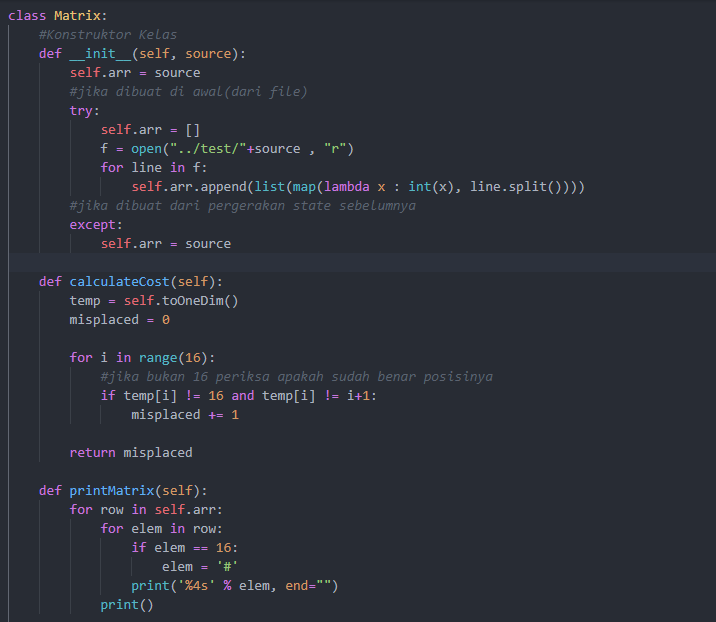 class Matrix:
    #Konstruktor Kelas
    def __init__(self, source):
        self.arr = source
        #jika dibuat di awal(dari file)
        try:
            self.arr = []
            f = open("../test/"+source , "r")
            for line in f:
                self.arr.append(list(map(lambda x : int(x), line.split())))
        #jika dibuat dari pergerakan state sebelumnya
        except:
            self.arr = source

    def calculateCost(self):
        temp = self.toOneDim()
        misplaced = 0

        for i in range(16):
            #jika bukan 16 periksa apakah sudah benar posisinya
            if temp[i] != 16 and temp[i] != i+1:
                misplaced += 1

        return misplaced

    def printMatrix(self):
        for row in self.arr:
            for elem in row:
                if elem == 16:
                    elem = '#'
                print('%4s' % elem, end="")
            print()